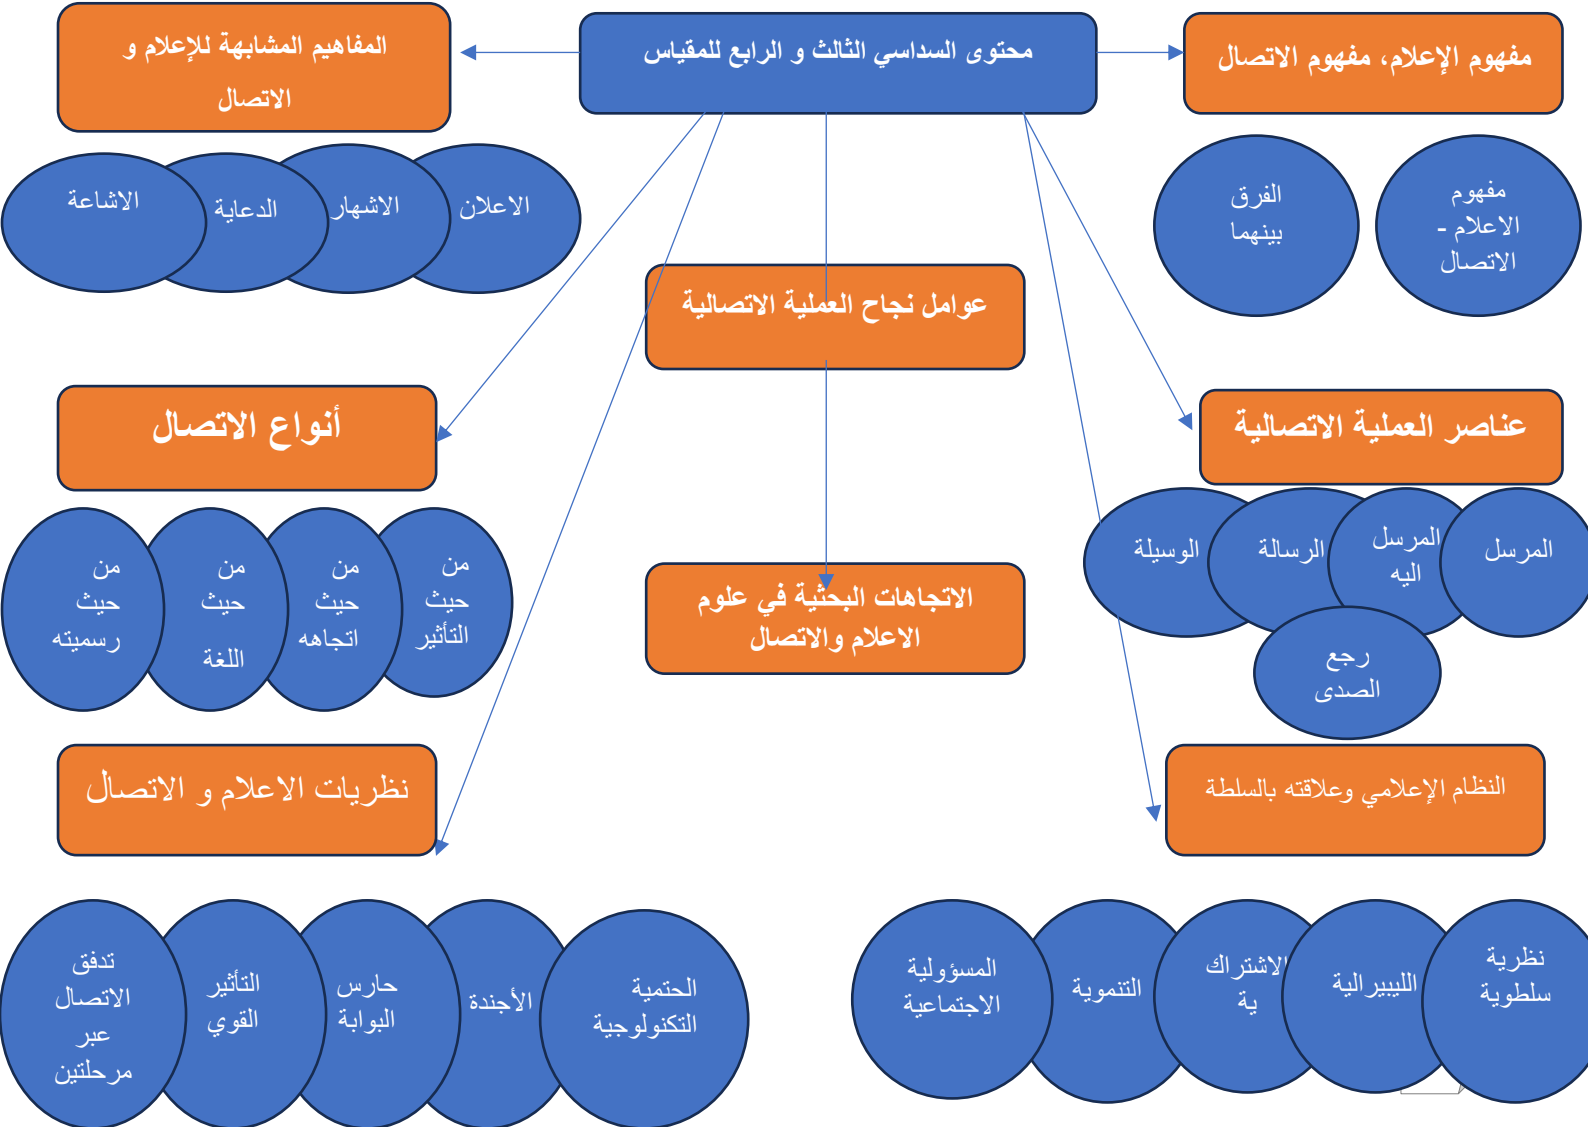 محتوى السداسي الثالث و الرابع للمقياس
مفهوم الإعلام، مفهوم الاتصال
مفهوم
الاعلام -
الاتصال
الفرق
بينهما
المفاهيم المشابهة للإعلام و
الاتصال
الاعلان
الاشهار
الدعاية
الاشاعة
عوامل نجاح العملية الاتصالية
عناصر العملية الاتصالية
المرسل
المرسل
اليه
الرسالة
الوسيلة
رجع
الصدى
أنواع الاتصال
من
حيث
التأثير
من
حيث
اتجاهه
من
حيث
اللغة
من
حيث
رسميته
الاتجاهات البحثية في علوم
الاعلام والاتصال
النظام الإعلامي وعلاقته بالسلطة
نظرية
سلطوية
الليبيرالية
الاشتراك
ية
التنموية
المسؤولية
الاجتماعية
نظريات الاعلام و الاتصال
الحتمية
التكنولوجية
الأجندة
حارس
البوابة
التأثير
القوي
تدفق
الاتصال
عبر
مرحلتين